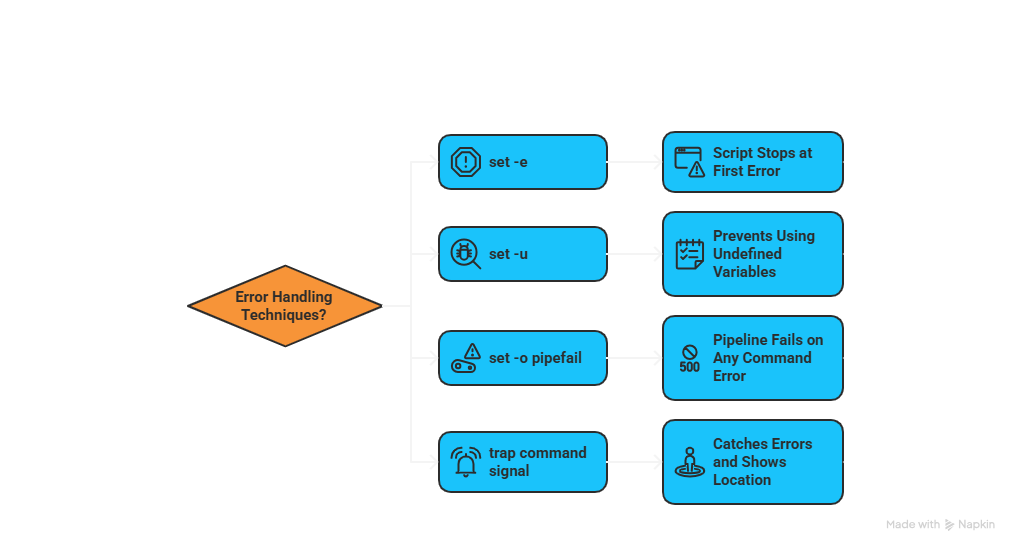 set -e
Script Stops at
First Error
set -u
Prevents Using
Undefined
Variables
Error Handling
Techniques?
set -o pipefail
500
Pipeline Fails on
Any Command
Error
trap command
signal
Catches Errors
and Shows
Location
Made with Napkin